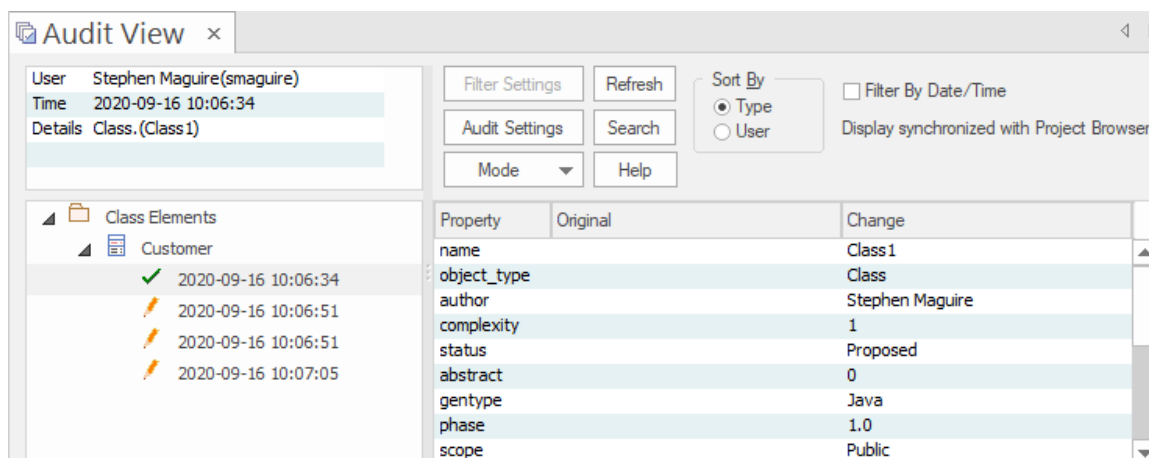 Audit View ×
User Stephen Maguire(smaguire)
Time 2020-09-16 10:06:34
Details Class.(Class1)
Filter Settings Refresh
Audit Settings Search
Mode Help
Sort By
Type
User
Filter By Date/Time
Display synchronized with Project Browser
Class Elements
Customer
2020-09-16 10:06:34
2020-09-16 10:06:51
2020-09-16 10:06:51
2020-09-16 10:07:05
Property Original Change
name Class1
object_type Class
author Stephen Maguire
complexity 1
status Proposed
abstract 0
gentype Java
phase 1.0
scope Public